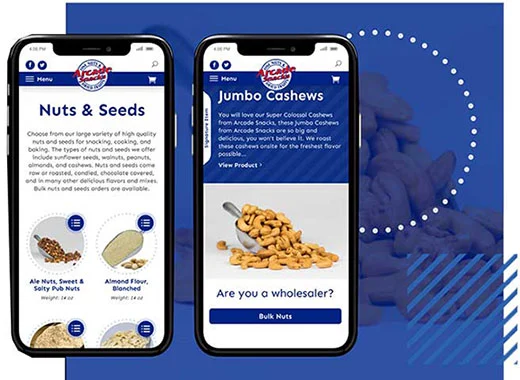 4:08 PM
Arcade
Snacks
Menu
Nuts & Seeds
Choose from our large variety of high quality
nuts and seeds for snacking, cooking, and
baking. The types of nuts and seeds we offer
include sunflower seeds, walnuts, peanuts,
almonds, and cashews. Nuts and seeds come
raw or roasted, candied, chocolate covered,
and in many other delicious flavors and mixes.
Bulk nuts and seeds orders are available.
Ale Nuts, Sweet &
Salty Pub Nuts
Weight: 14 oz
Almond Flour,
Blanched
Weight: 14 oz
4:08 PM
Arcade
Snacks
Menu
Signature Item
Jumbo Cashews
You will love our Super Colossal Cashews
from Arcade Snacks, these Jumbo Cashews
from Arcade Snacks are so big and
delicious, you won't believe it. We roast
these cashews onsite for the freshest flavor
possible...
View Product ›
Are you a wholesaler?
Bulk Nuts